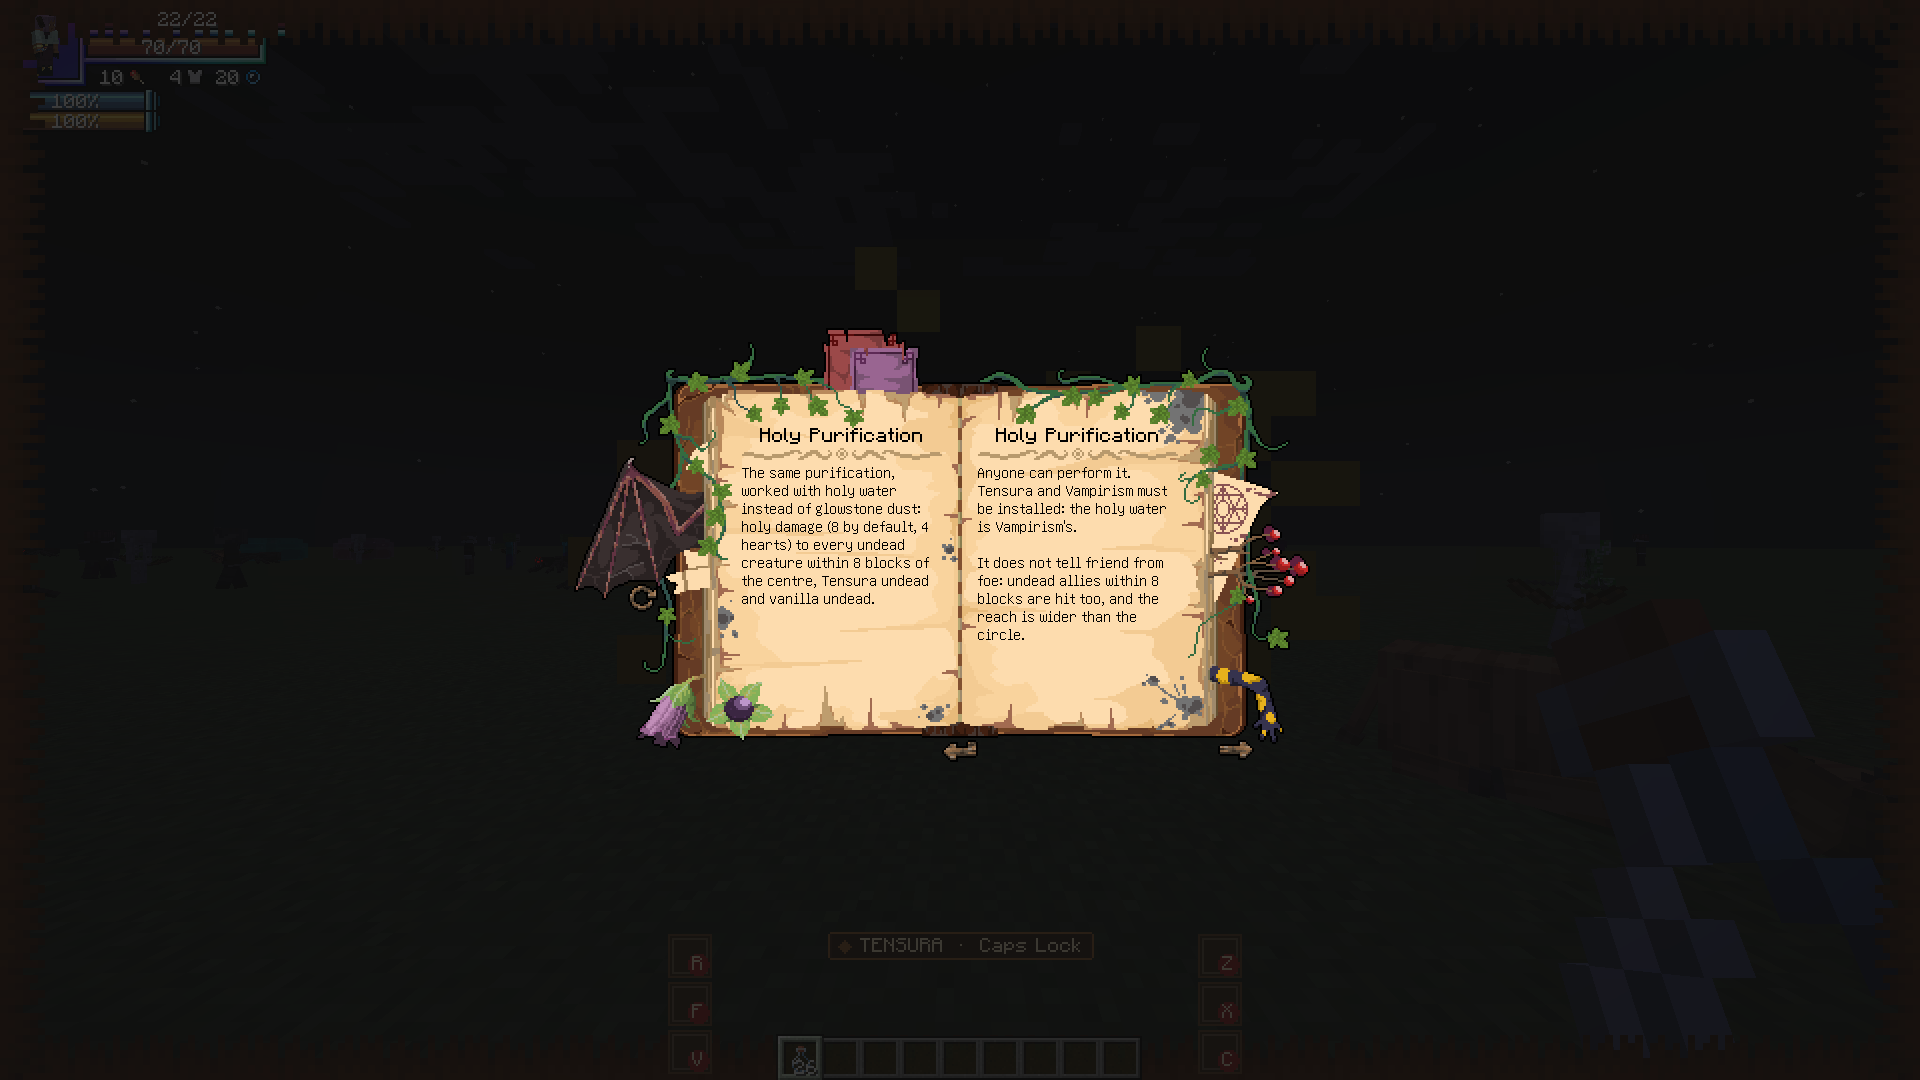 22/22
70/70
10 4 20
100%
100%
Holy Purification
The same purification,
worked with holy water
instead of glowstone dust:
holy damage (8 by default, 4
hearts) to every undead
creature within 8 blocks of
the centre, Tensura undead
and vanilla undead.
Holy Purification
Anyone can perform it.
Tensura and Vampirism must
be installed: the holy water
is Vampirism's.
It does not tell friend from
foe: undead allies within 8
blocks are hit too, and the
reach is wider than the
circle.
TENSURA · Caps Lock
R
F
V
Z
X
C
26